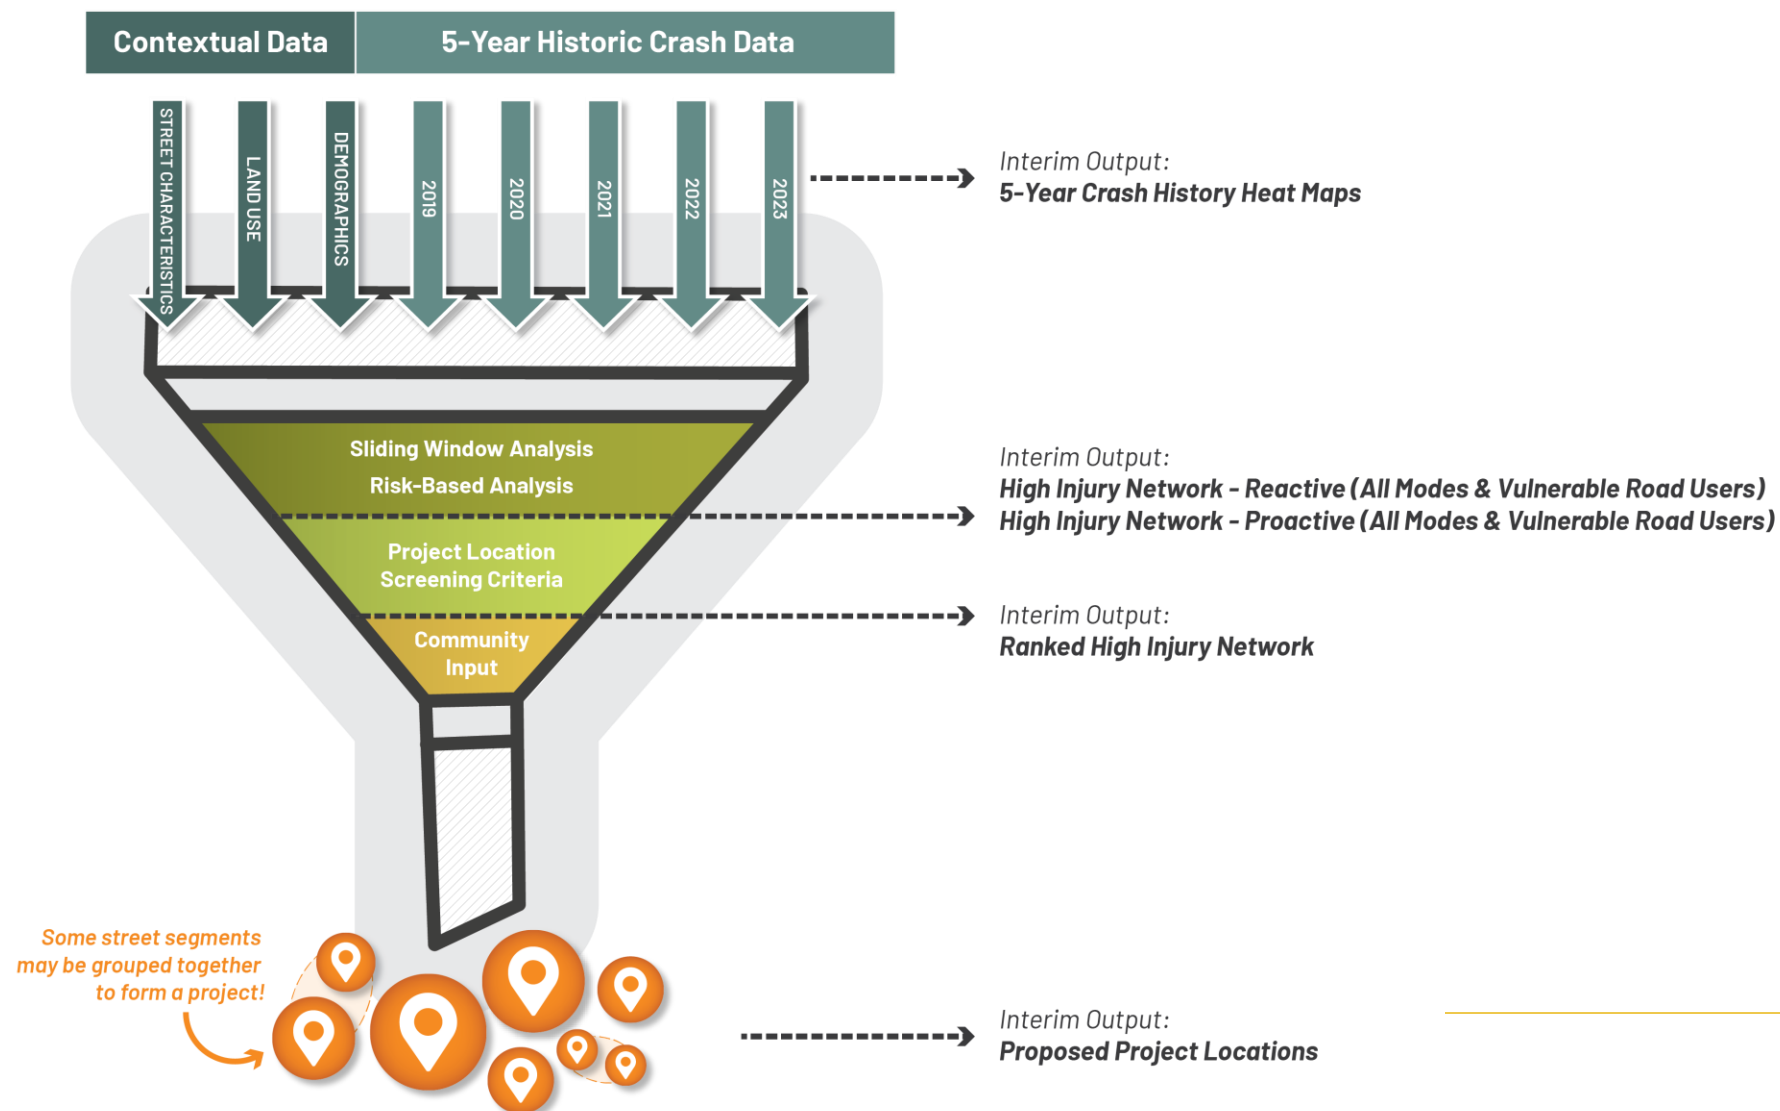 Contextual Data
5-Year Historic Crash Data
STREET CHARACTERISTICS
LAND USE
DEMOGRAPHICS
2019
2020
2021
2022
2023
Interim Output:
5-Year Crash History Heat Maps
Sliding Window Analysis
Risk-Based Analysis
Interim Output:
High Injury Network - Reactive (All Modes & Vulnerable Road Users)
High Injury Network - Proactive (All Modes & Vulnerable Road Users)
Project Location
Screening Criteria
Interim Output:
Ranked High Injury Network
Community
Input
Some street segments
may be grouped together
to form a project!
Interim Output:
Proposed Project Locations